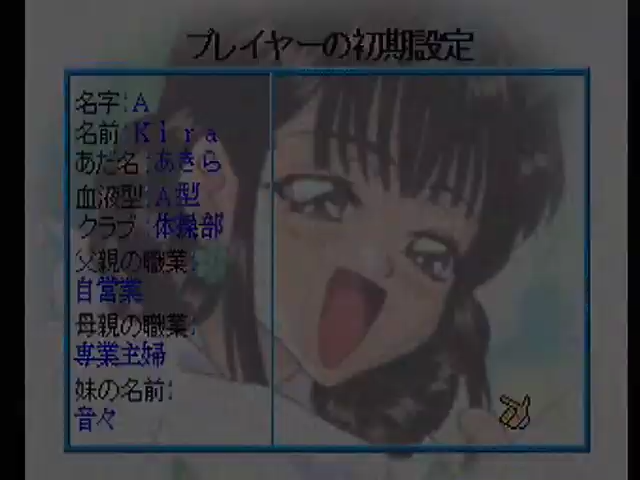 プレイヤーの初期設定
名字:A
名前:Kira
あだ名:あきら
血液型:A型
クラブ:体操部
父親の職業:
自営業
母親の職業:
専業主婦
妹の名前:
音々